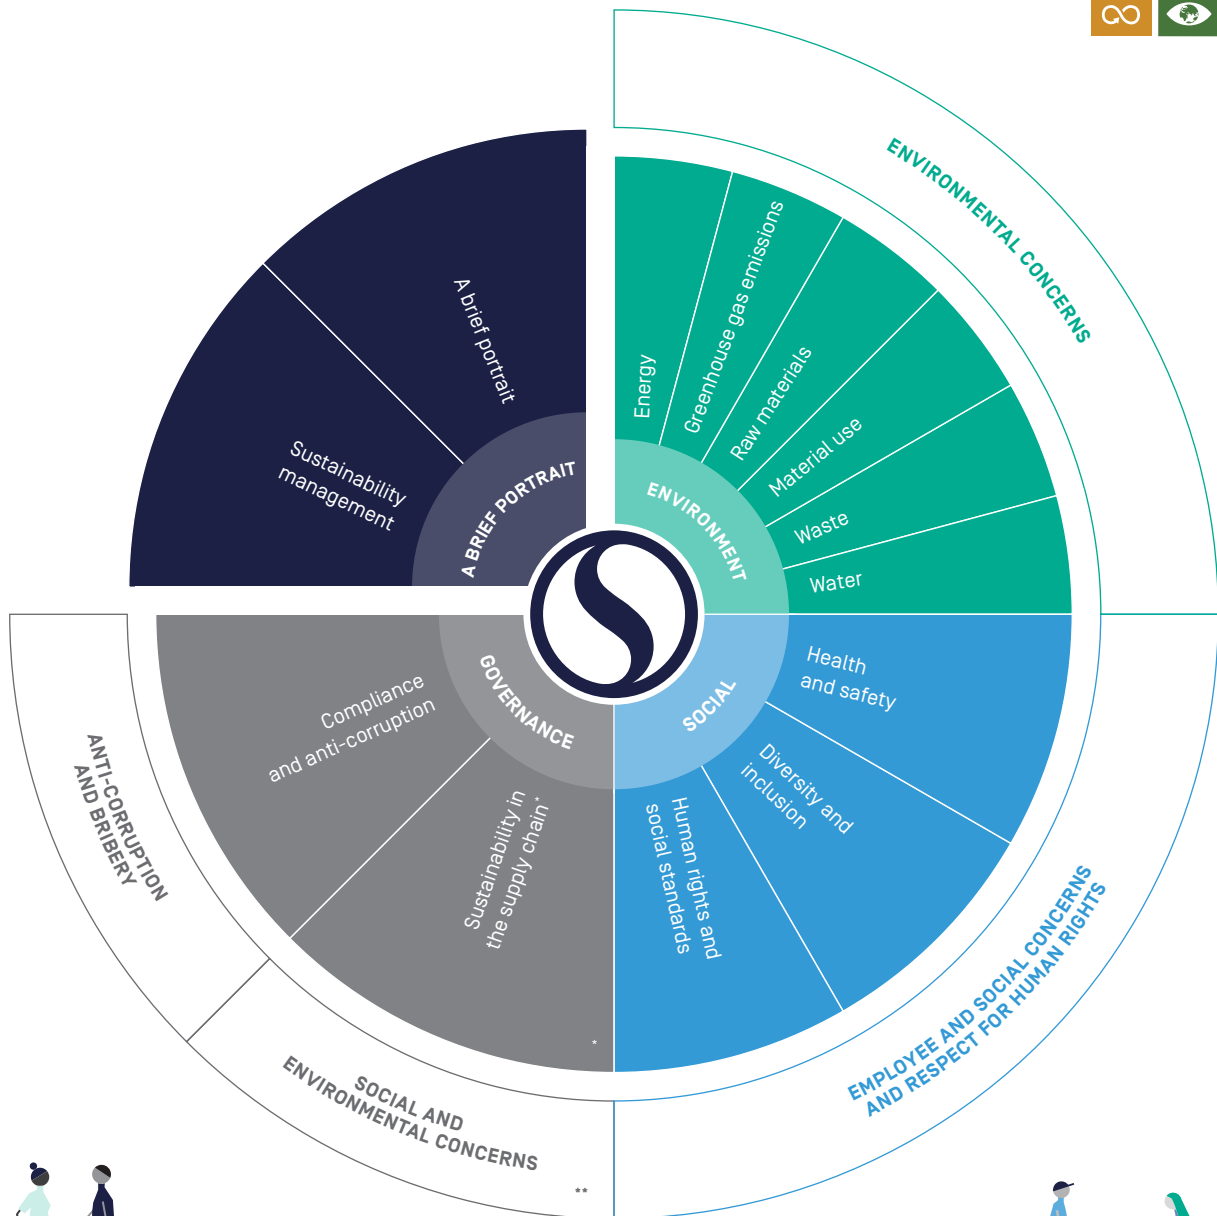 ENVIRONMENTAL CONCERNS
A brief portrait
Sustainability
management
A BRIEF PORTRAIT
Energy
Greenhouse gas emissions
Raw materials
Material use
Waste
Water
ENVIRONMENT
Health
and safety
Diversity and
inclusion
Human rights and
social standards
SOCIAL
EMPLOYEE AND SOCIAL CONCERNS
AND RESPECT FOR HUMAN RIGHTS
GOVERNANCE
Sustainability in
the supply chain*
*
Compliance
and anti-corruption
ANTI-CORRUPTION
AND BRIBERY
SOCIAL AND
ENVIRONMENTAL CONCERNS
**